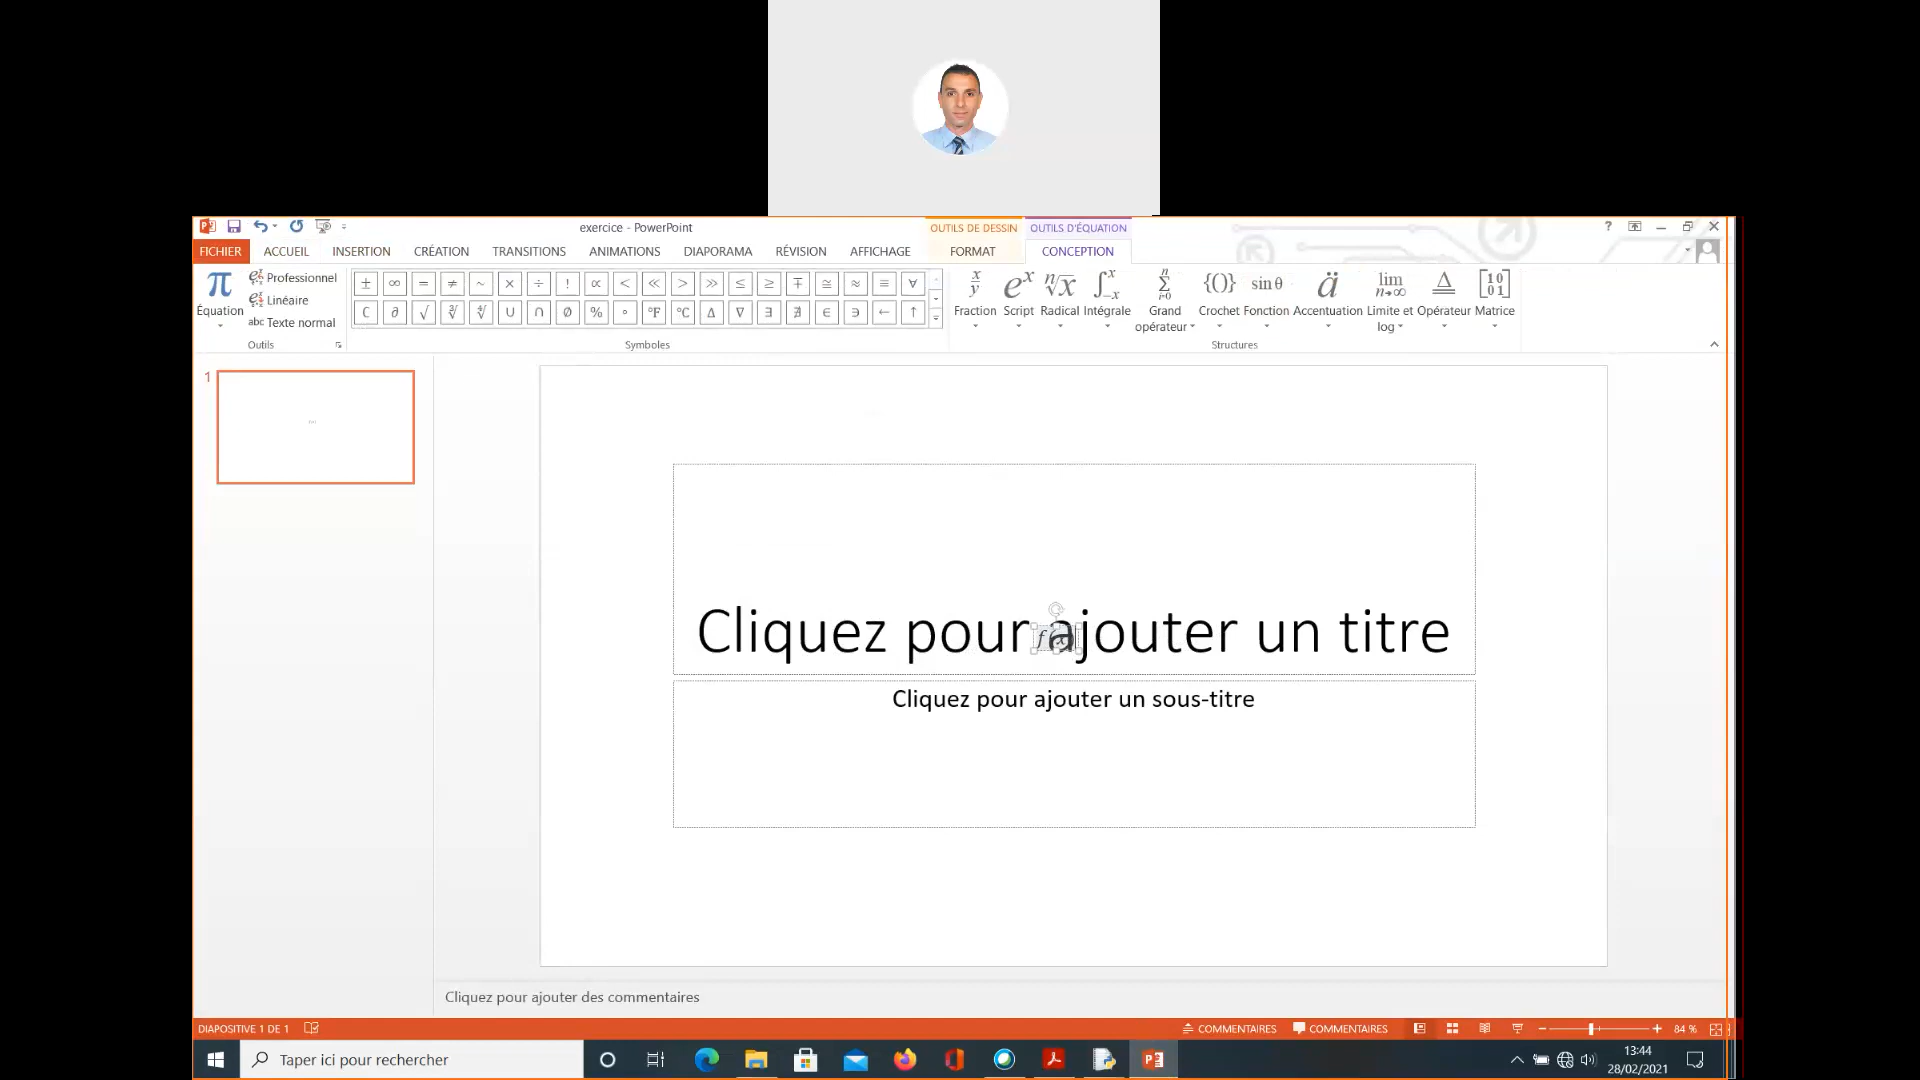 exercice - PowerPoint
OUTILS DE DESSIN
OUTILS D'ÉQUATION
FICHIER ACCUEIL INSERTION CRÉATION TRANSITIONS ANIMATIONS DIAPORAMA RÉVISION AFFICHAGE FORMAT CONCEPTION
Équation
Professionnel
Linéaire
abc Texte normal
Outils
± ∞ = ≠ ~ × ÷ ! ∝ < ≪ > ≫ ≤ ≥ ∓ ≅ ≈ ≡ ∀
∁ ∂ √ ∛ ∜ ∪ ∩ ∅ % ° °F °C ∆ ∇ ∃ ∄ ∈ ∋ ← ↑
Symboles
Fraction Script Radical Intégrale Grand opérateur Crochet Fonction Accentuation Limite et log Opérateur Matrice
Structures
1
Cliquez pour ajouter un titre
Cliquez pour ajouter un sous-titre
Cliquez pour ajouter des commentaires
DIAPOSITIVE 1 DE 1
COMMENTAIRES
COMMENTAIRES
84 %
Taper ici pour rechercher
13:44
28/02/2021